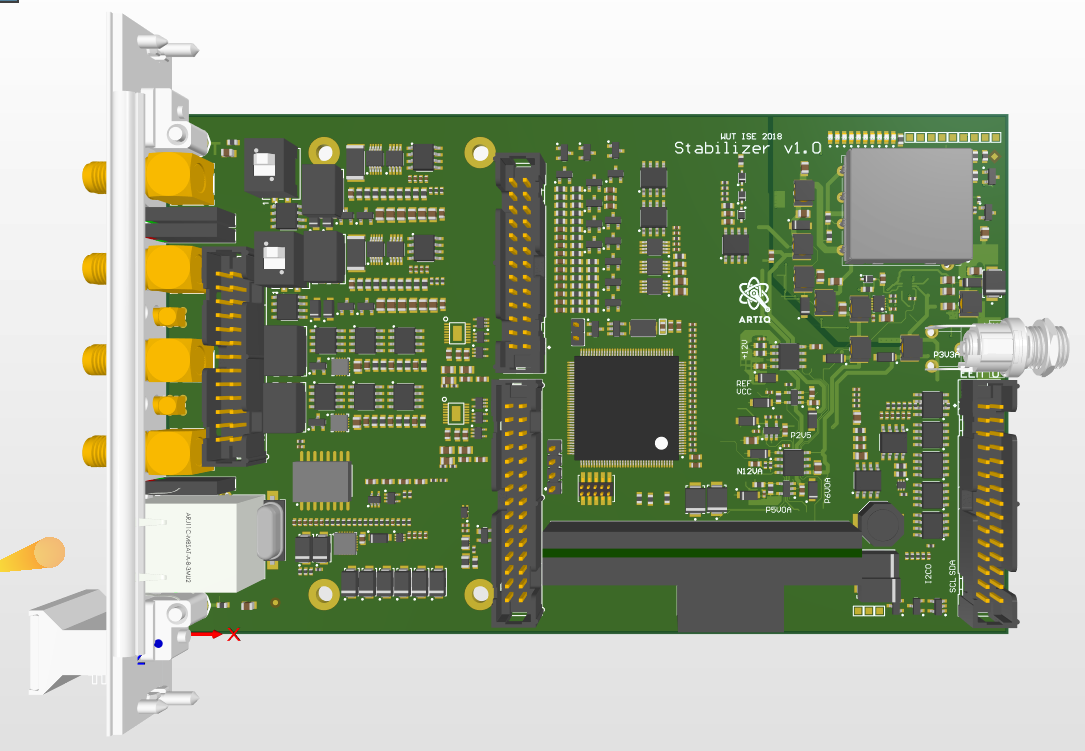 WUT ISE 2018
Stabilizer v1.0
ARTIQ
+12V
P3V3A
REF
VCC
P2V5
N12VA
P6V0A
P5V0A
I2C0
SCL SDA
X